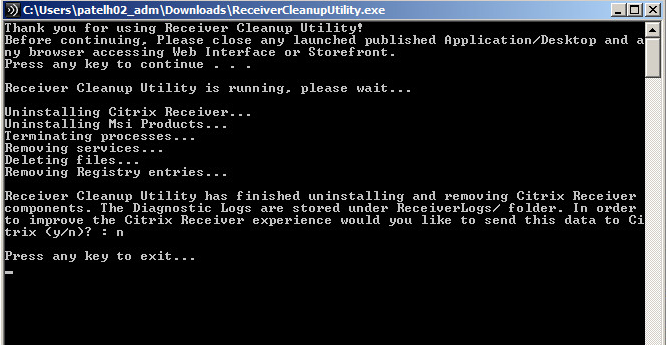 C:\Users\patelh02_adm\Downloads\ReceiverCleanupUtility.exe
Thank you for using Receiver Cleanup Utility!
Before continuing, Please close any launched published Application/Desktop and a
ny browser accessing Web Interface or Storefront.
Press any key to continue . . .
Receiver Cleanup Utility is running, please wait...
Uninstalling Citrix Receiver...
Uninstalling Msi Products...
Terminating processes...
Removing services...
Deleting files...
Removing Registry entries...
Receiver Cleanup Utility has finished uninstalling and removing Citrix Receiver
components. The Diagnostic Logs are stored under ReceiverLogs/ folder. In order
to improve the Citrix Receiver experience would you like to send this data to Ci
trix (y/n)? : n
Press any key to exit...